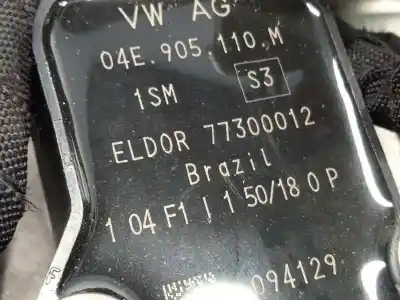 VW AG
04E.905.110.M
1SM S3
ELDOR 77300012
Brazil
1 04 F1 I 1 50/18 0 P
094129